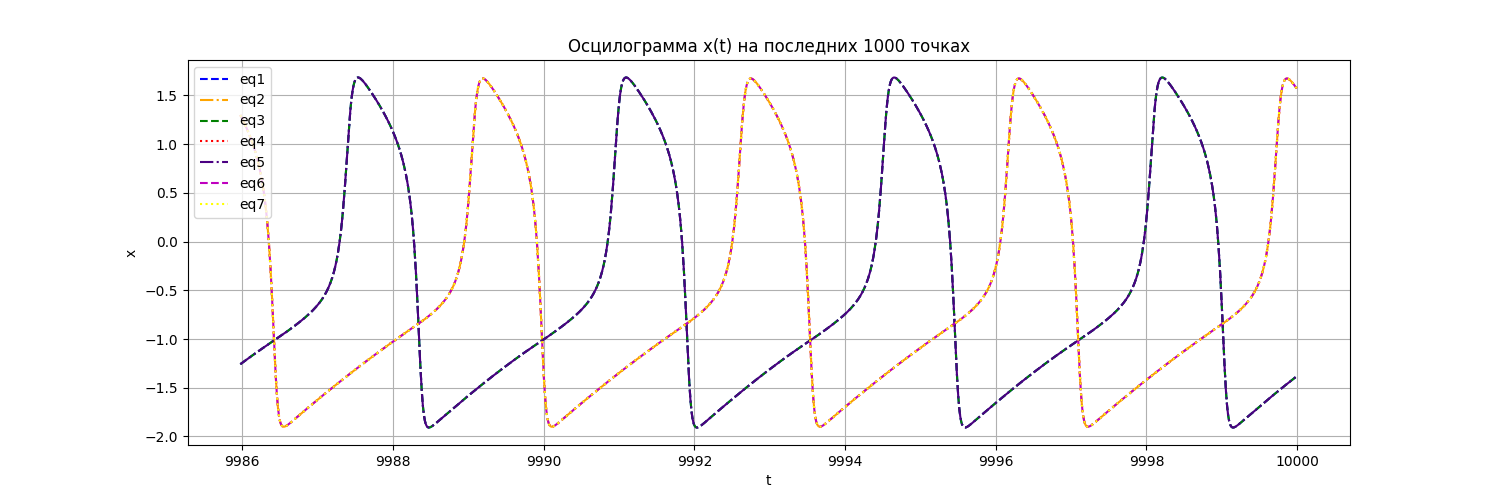 Осцилограмма x(t) на последних 1000 точках
eq1
eq2
eq3
eq4
eq5
eq6
eq7
1.5
1.0
0.5
0.0
−0.5
−1.0
−1.5
−2.0
x
9986 9988 9990 9992 9994 9996 9998 10000
t